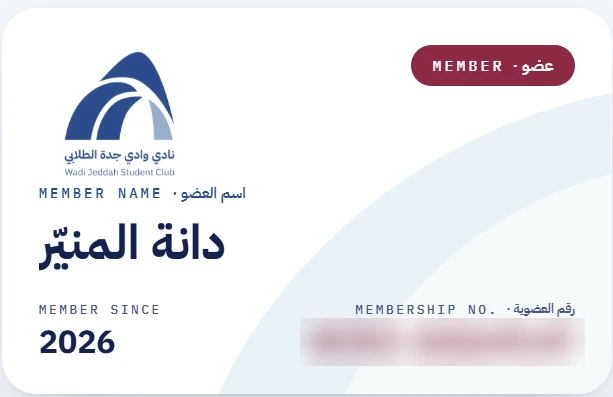 عضو · MEMBER
نادي وادي جدة الطلابي
Wadi Jeddah Student Club
MEMBER NAME · اسم العضو
دانة المنيّر
MEMBER SINCE
2026
MEMBERSHIP NO. · رقم العضوية